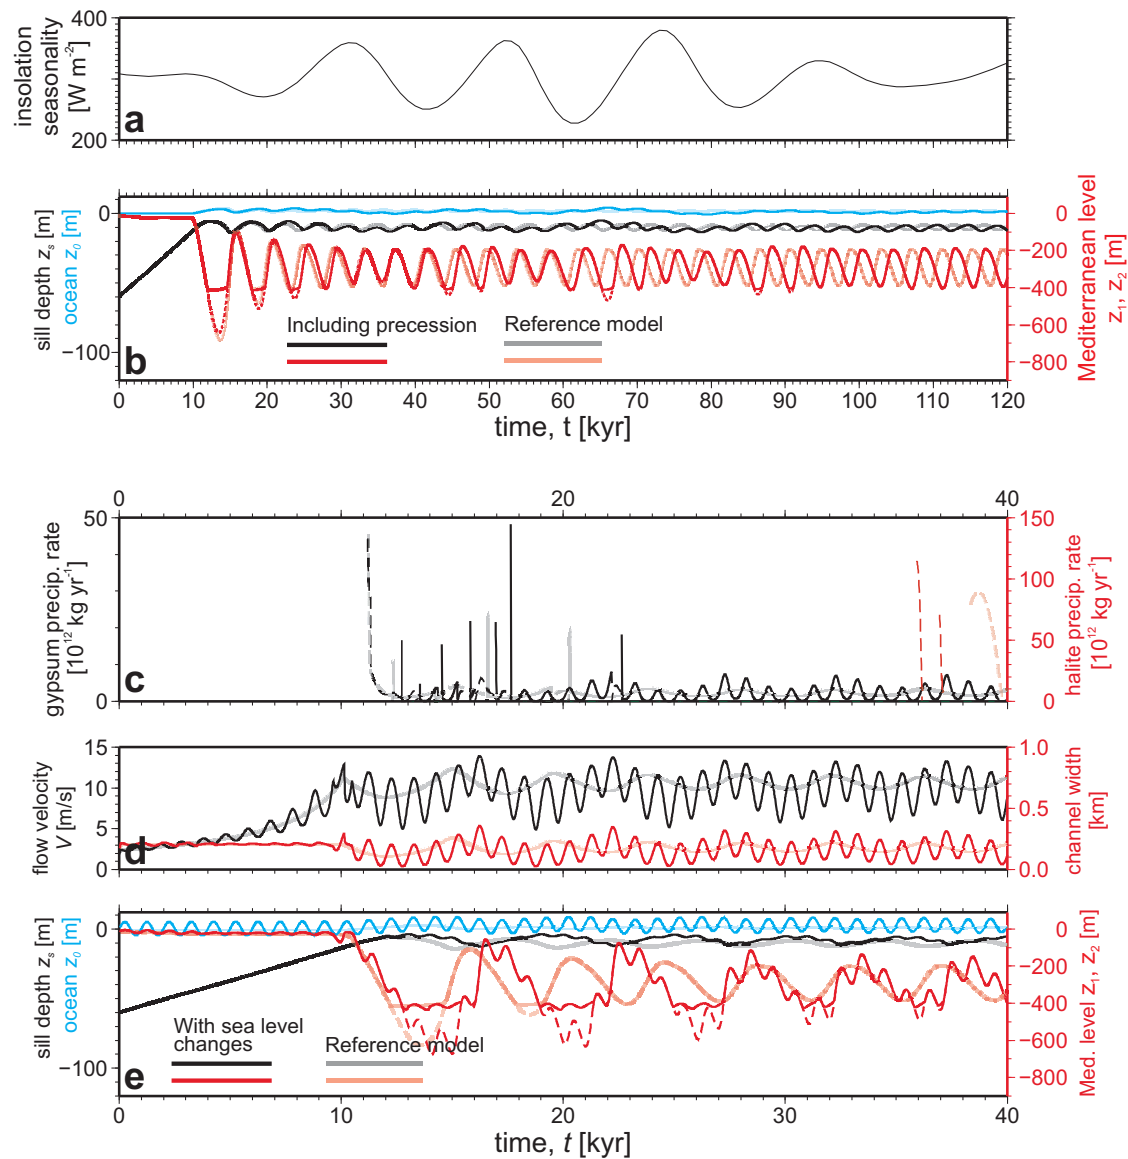 400
200
insolation
seasonality
[W m⁻²]
a
0
−100
sill depth zₛ [m]
ocean z₀ [m]
0
−200
−400
−600
−800
Mediterranean level
z₁, z₂ [m]
Including precession
Reference model
b
0 10 20 30 40 50 60 70 80 90 100 110 120
time, t [kyr]
0 20 40
50
0
gypsum precip. rate
[10¹² kg yr⁻¹]
150
100
50
0
halite precip. rate
[10¹² kg yr⁻¹]
c
15
10
5
0
flow velocity
V [m/s]
1.0
0.5
0.0
channel width
[km]
d
0
−100
sill depth zₛ [m]
ocean z₀ [m]
0
−200
−400
−600
−800
Med. level z₁, z₂ [m]
With sea level
changes
Reference model
e
0 10 20 30 40
time, t [kyr]